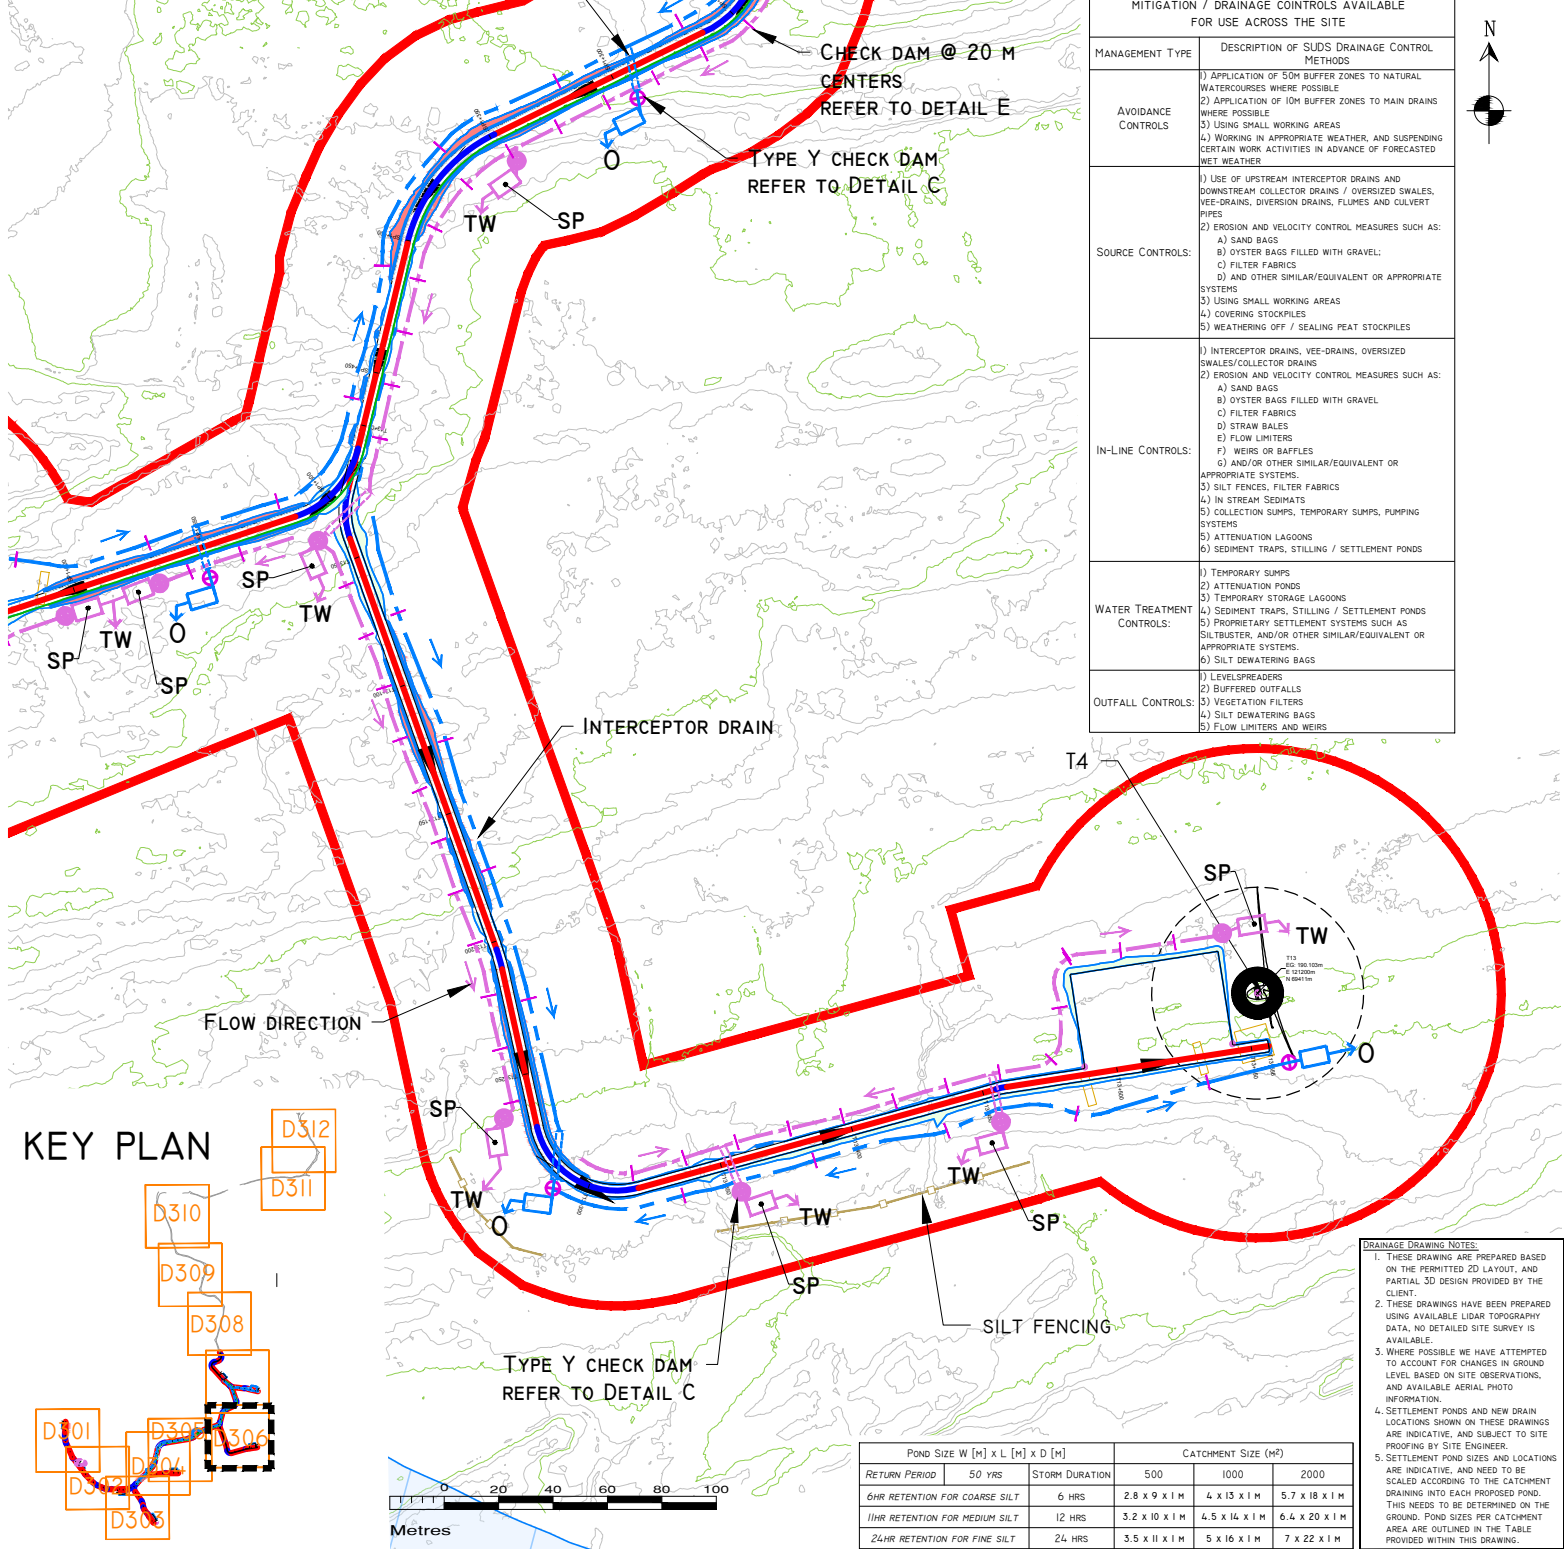 MITIGATION / DRAINAGE COINTROLS AVAILABLE
FOR USE ACROSS THE SITE
MANAGEMENT TYPE
DESCRIPTION OF SUDS DRAINAGE CONTROL
METHODS
AVOIDANCE
CONTROLS
1) APPLICATION OF 50M BUFFER ZONES TO NATURAL
WATERCOURSES WHERE POSSIBLE
2) APPLICATION OF 10M BUFFER ZONES TO MAIN DRAINS
WHERE POSSIBLE
3) USING SMALL WORKING AREAS
4) WORKING IN APPROPRIATE WEATHER, AND SUSPENDING
CERTAIN WORK ACTIVITIES IN ADVANCE OF FORECASTED
WET WEATHER
SOURCE CONTROLS:
1) USE OF UPSTREAM INTERCEPTOR DRAINS AND
DOWNSTREAM COLLECTOR DRAINS / OVERSIZED SWALES,
VEE-DRAINS, DIVERSION DRAINS, FLUMES AND CULVERT
PIPES
2) EROSION AND VELOCITY CONTROL MEASURES SUCH AS:
A) SAND BAGS
B) OYSTER BAGS FILLED WITH GRAVEL;
C) FILTER FABRICS
D) AND OTHER SIMILAR/EQUIVALENT OR APPROPRIATE
SYSTEMS
3) USING SMALL WORKING AREAS
4) COVERING STOCKPILES
5) WEATHERING OFF / SEALING PEAT STOCKPILES
IN-LINE CONTROLS:
1) INTERCEPTOR DRAINS, VEE-DRAINS, OVERSIZED
SWALES/COLLECTOR DRAINS
2) EROSION AND VELOCITY CONTROL MEASURES SUCH AS:
A) SAND BAGS
B) OYSTER BAGS FILLED WITH GRAVEL
C) FILTER FABRICS
D) STRAW BALES
E) FLOW LIMITERS
F) WEIRS OR BAFFLES
G) AND/OR OTHER SIMILAR/EQUIVALENT OR
APPROPRIATE SYSTEMS.
3) SILT FENCES, FILTER FABRICS
4) IN STREAM SEDIMATS
5) COLLECTION SUMPS, TEMPORARY SUMPS, PUMPING
SYSTEMS
5) ATTENUATION LAGOONS
6) SEDIMENT TRAPS, STILLING / SETTLEMENT PONDS
WATER TREATMENT
CONTROLS:
1) TEMPORARY SUMPS
2) ATTENUATION PONDS
3) TEMPORARY STORAGE LAGOONS
4) SEDIMENT TRAPS, STILLING / SETTLEMENT PONDS
5) PROPRIETARY SETTLEMENT SYSTEMS SUCH AS
SILTBUSTER, AND/OR OTHER SIMILAR/EQUIVALENT OR
APPROPRIATE SYSTEMS.
6) SILT DEWATERING BAGS
OUTFALL CONTROLS:
1) LEVELSPREADERS
2) BUFFERED OUTFALLS
3) VEGETATION FILTERS
4) SILT DEWATERING BAGS
5) FLOW LIMITERS AND WEIRS
N
CHECK DAM @ 20 M
CENTERS
REFER TO DETAIL E
O
TYPE Y CHECK DAM
REFER TO DETAIL C
TW
SP
SP
TW
O
TW
SP
SP
INTERCEPTOR DRAIN
T4
SP
TW
T13
EG: 190.103m
E 121200m
N 69411m
FLOW DIRECTION
O
SP
TW
O
TW
SP
TW
SP
SILT FENCING
TYPE Y CHECK DAM
REFER TO DETAIL C
KEY PLAN
D312
D311
D310
D309
D308
D301
D305
D306
D304
D302
D303
0 20 40 60 80 100
Metres
POND SIZE W [M] X L [M] X D [M]
CATCHMENT SIZE (M²)
RETURN PERIOD 50 YRS STORM DURATION 500 1000 2000
6HR RETENTION FOR COARSE SILT 6 HRS 2.8 X 9 X 1 M 4 X 13 X 1 M 5.7 X 18 X 1 M
11HR RETENTION FOR MEDIUM SILT 12 HRS 3.2 X 10 X 1 M 4.5 X 14 X 1 M 6.4 X 20 X 1 M
24HR RETENTION FOR FINE SILT 24 HRS 3.5 X 11 X 1 M 5 X 16 X 1 M 7 X 22 X 1 M
DRAINAGE DRAWING NOTES:
1. THESE DRAWING ARE PREPARED BASED
ON THE PERMITTED 2D LAYOUT, AND
PARTIAL 3D DESIGN PROVIDED BY THE
CLIENT.
2. THESE DRAWINGS HAVE BEEN PREPARED
USING AVAILABLE LIDAR TOPOGRAPHY
DATA, NO DETAILED SITE SURVEY IS
AVAILABLE.
3. WHERE POSSIBLE WE HAVE ATTEMPTED
TO ACCOUNT FOR CHANGES IN GROUND
LEVEL BASED ON SITE OBSERVATIONS,
AND AVAILABLE AERIAL PHOTO
INFORMATION.
4. SETTLEMENT PONDS AND NEW DRAIN
LOCATIONS SHOWN ON THESE DRAWINGS
ARE INDICATIVE, AND SUBJECT TO SITE
PROOFING BY SITE ENGINEER.
5. SETTLEMENT POND SIZES AND LOCATIONS
ARE INDICATIVE, AND NEED TO BE
SCALED ACCORDING TO THE CATCHMENT
DRAINING INTO EACH PROPOSED POND.
THIS NEEDS TO BE DETERMINED ON THE
GROUND. POND SIZES PER CATCHMENT
AREA ARE OUTLINED IN THE TABLE
PROVIDED WITHIN THIS DRAWING.